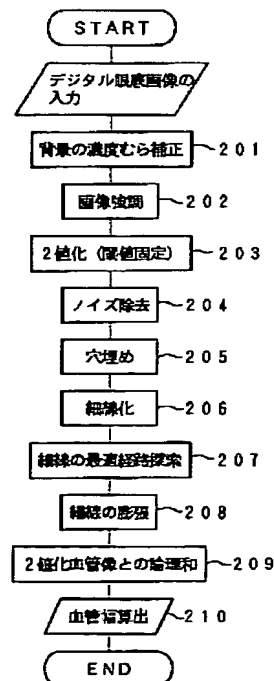 START
デジタル眼底画像の
入力
背景の濃度むら補正 201
画像強調 202
2値化(閾値固定) 203
ノイズ除去 204
穴埋め 205
細線化 206
細線の最適経路探索 207
細線の膨張 208
2値化血管像との論理和 209
血管幅算出 210
END